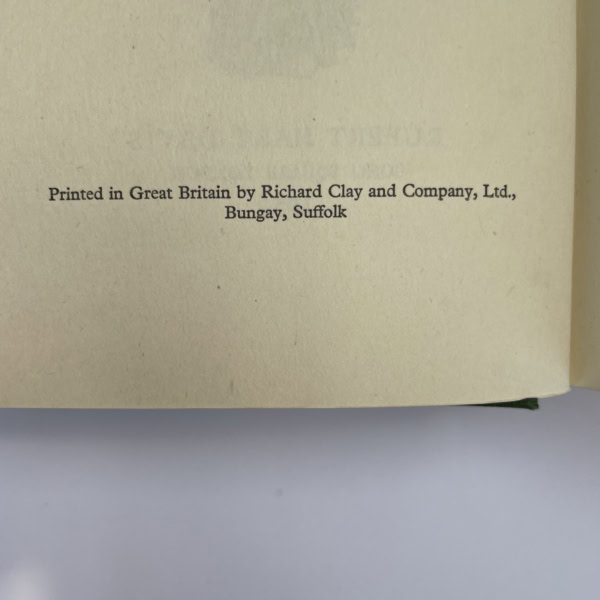 Printed in Great Britain by Richard Clay and Company, Ltd.,
Bungay, Suffolk